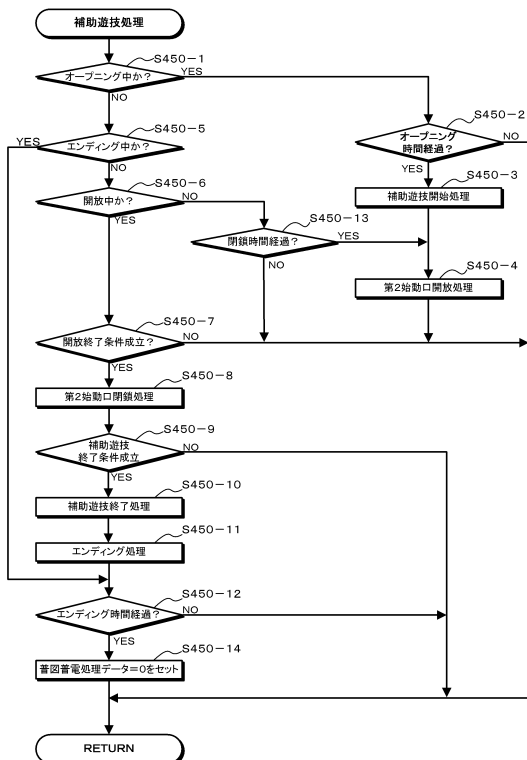 補助遊技処理
S450-1
オープニング中か?
YES
NO
S450-2
オープニング
時間経過?
NO
YES
S450-5
YES
エンディング中か?
NO
S450-3
補助遊技開始処理
S450-6
開放中か?
NO
YES
S450-13
閉鎖時間経過?
YES
NO
S450-4
第2始動口開放処理
S450-7
開放終了条件成立?
NO
YES
S450-8
第2始動口閉鎖処理
S450-9
補助遊技
終了条件成立
NO
YES
S450-10
補助遊技終了処理
S450-11
エンディング処理
S450-12
エンディング時間経過?
NO
YES
S450-14
普図普電処理データ=0をセット
RETURN